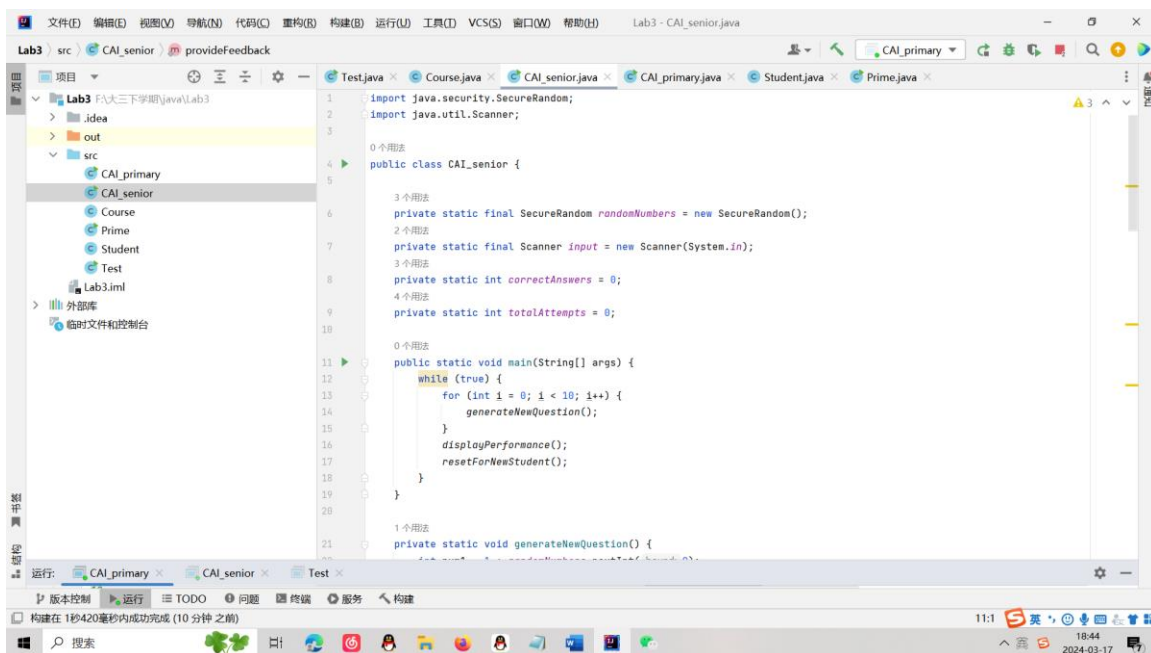 文件(F) 编辑(E) 视图(V) 导航(N) 代码(C) 重构(R) 构建(B) 运行(U) 工具(T) VCS(S) 窗口(W) 帮助(H) Lab3 - CAI_senior.java
Lab3 src CAI_senior provideFeedback CAI_primary
项目 Test.java Course.java CAI_senior.java CAI_primary.java Student.java Prime.java
项目
Lab3 F:\大三下学期\java\Lab3
.idea
out
src
CAI_primary
CAI_senior
Course
Prime
Student
Test
Lab3.iml
外部库
临时文件和控制台
3
通知
1 import java.security.SecureRandom;
2 import java.util.Scanner;
3
0个用法
4 public class CAI_senior {
5
3个用法
6 private static final SecureRandom randomNumbers = new SecureRandom();
2个用法
7 private static final Scanner input = new Scanner(System.in);
3个用法
8 private static int correctAnswers = 0;
4个用法
9 private static int totalAttempts = 0;
10
0个用法
11 public static void main(String[] args) {
12 while (true) {
13 for (int i = 0; i < 10; i++) {
14 generateNewQuestion();
15 }
16 displayPerformance();
17 resetForNewStudent();
18 }
19 }
20
1个用法
21 private static void generateNewQuestion() {
书签
结构
运行: CAI_primary CAI_senior Test
版本控制 运行 TODO 问题 终端 服务 构建
构建在 1秒420毫秒内成功完成 (10 分钟 之前) 11:1 英
搜索 英 18:44
2024-03-17